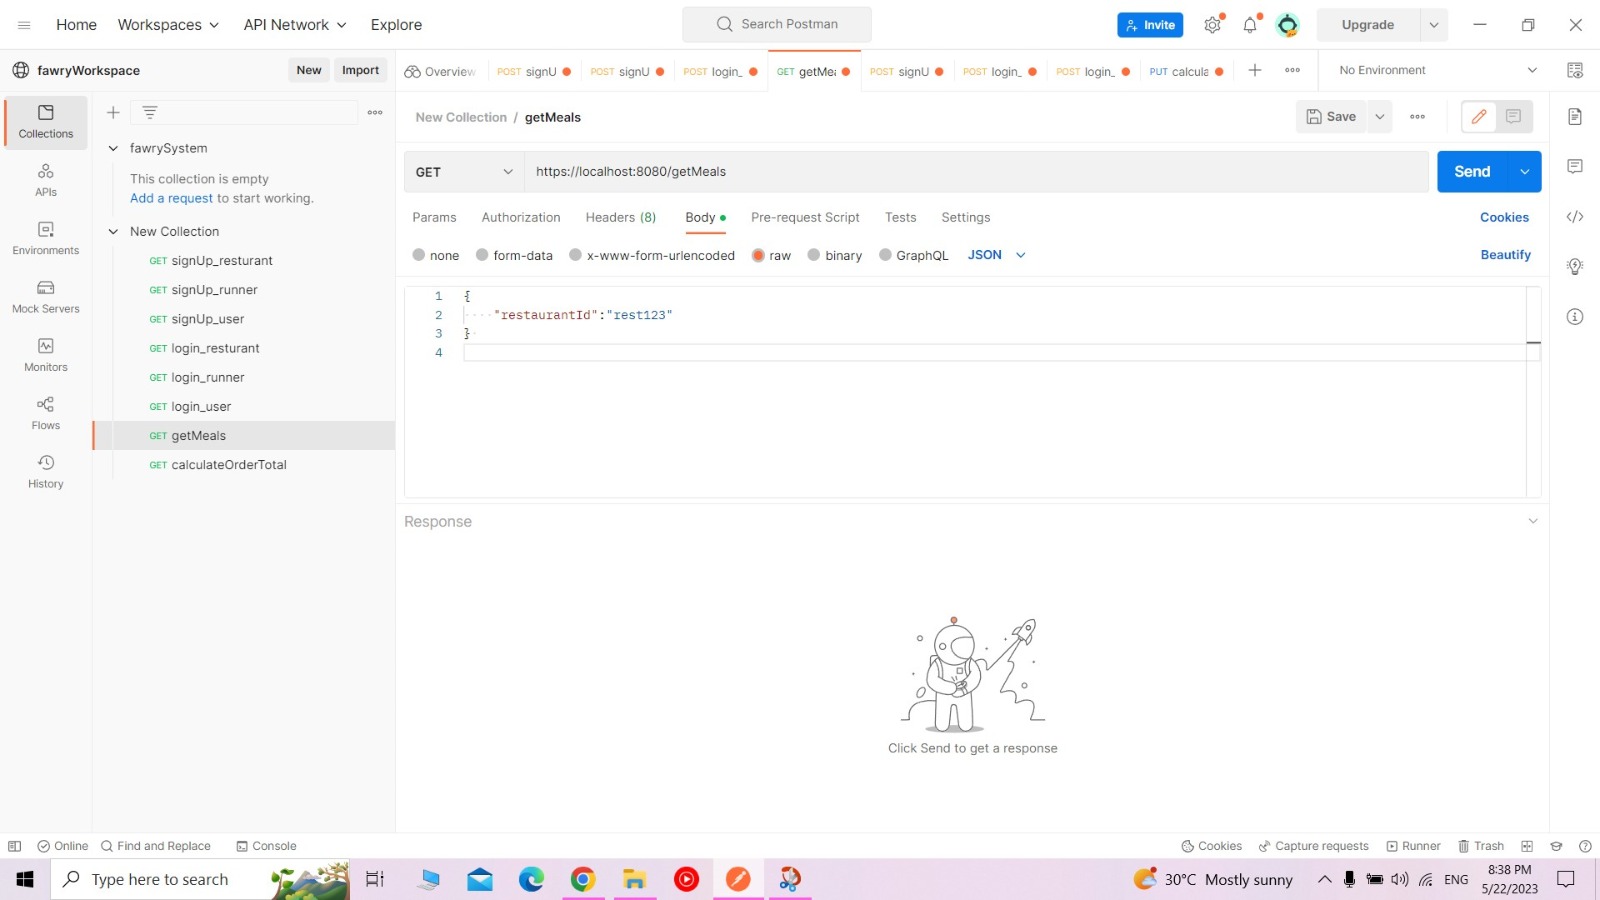 Home Workspaces API Network Explore Search Postman Invite Upgrade
fawryWorkspace New Import
Overview POST signU POST signU POST login_ GET getMea POST signU POST login_ POST login_ PUT calcula No Environment
Collections
APIs
Environments
Mock Servers
Monitors
Flows
History
fawrySystem
This collection is empty
Add a request to start working.
New Collection
GET signUp_resturant
GET signUp_runner
GET signUp_user
GET login_resturant
GET login_runner
GET login_user
GET getMeals
GET calculateOrderTotal
New Collection / getMeals Save
GET https://localhost:8080/getMeals Send
Params Authorization Headers (8) Body Pre-request Script Tests Settings Cookies
none form-data x-www-form-urlencoded raw binary GraphQL JSON Beautify
1 {
2 "restaurantId":"rest123"
3 }
4
Response
Click Send to get a response
Online Find and Replace Console Cookies Capture requests Runner Trash
Type here to search 30°C Mostly sunny ENG 8:38 PM
5/22/2023